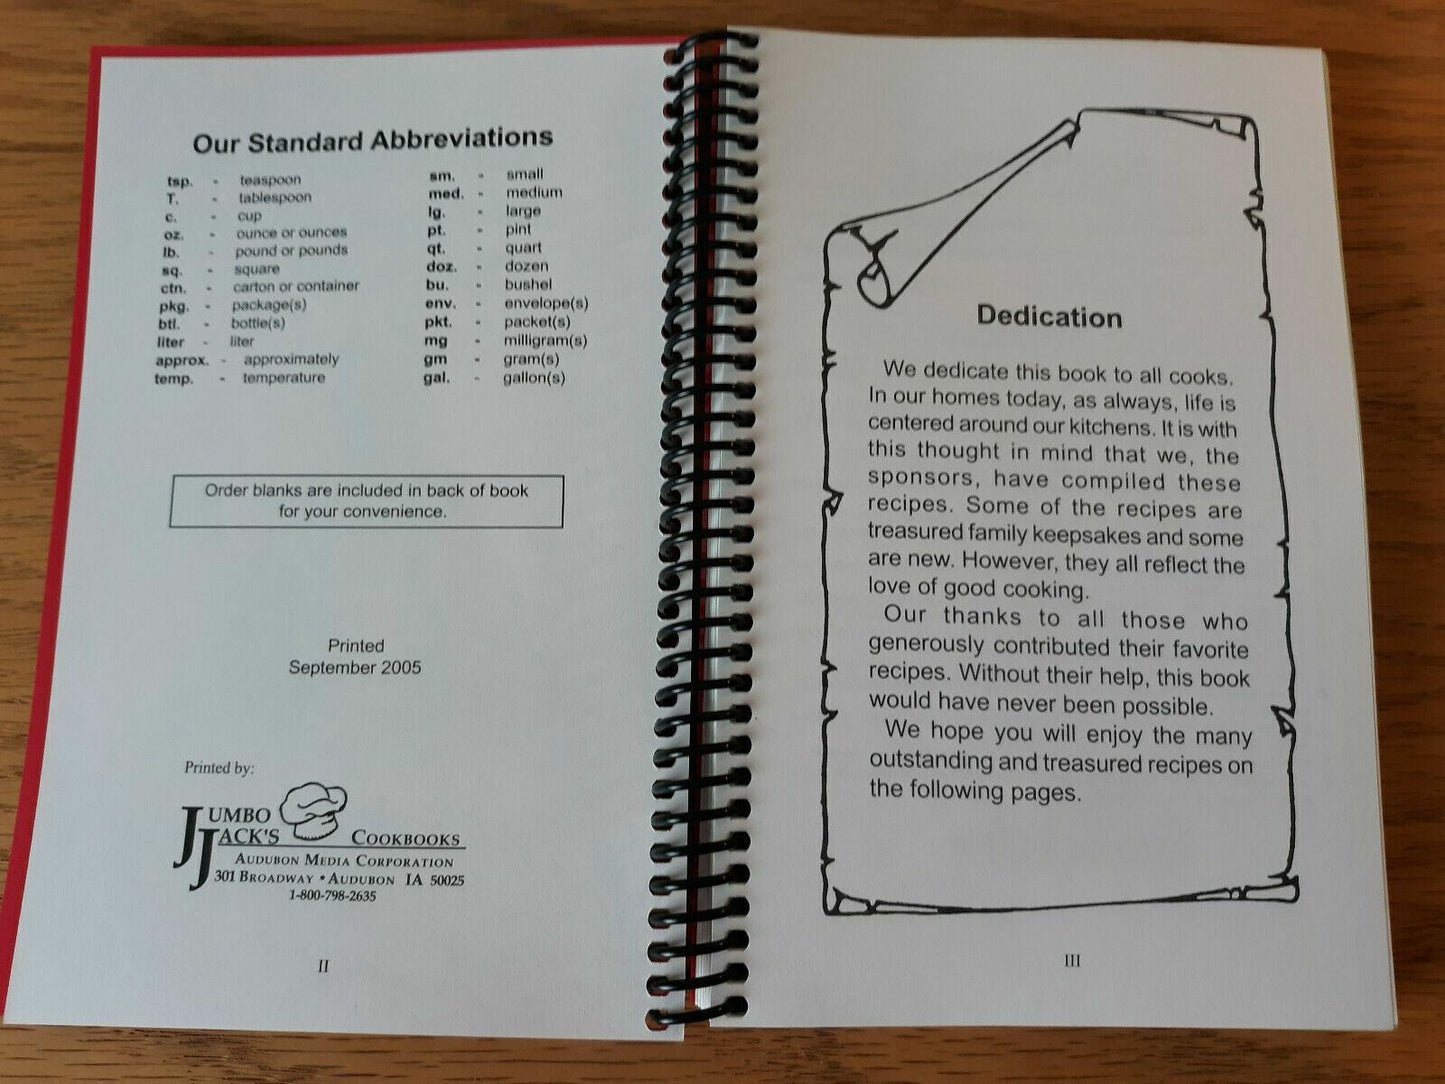 Our Standard Abbreviations
tsp. - teaspoon
T. - tablespoon
c. - cup
oz. - ounce or ounces
lb. - pound or pounds
sq. - square
ctn. - carton or container
pkg. - package(s)
btl. - bottle(s)
liter - liter
approx. - approximately
temp. - temperature
sm. - small
med. - medium
lg. - large
pt. - pint
qt. - quart
doz. - dozen
bu. - bushel
env. - envelope(s)
pkt. - packet(s)
mg - milligram(s)
gm - gram(s)
gal. - gallon(s)
Order blanks are included in back of book
for your convenience.
Printed
September 2005
Printed by:
JUMBO
JACK'S COOKBOOKS
AUDUBON MEDIA CORPORATION
301 BROADWAY • AUDUBON IA 50025
1-800-798-2635
II
Dedication
We dedicate this book to all cooks.
In our homes today, as always, life is
centered around our kitchens. It is with
this thought in mind that we, the
sponsors, have compiled these
recipes. Some of the recipes are
treasured family keepsakes and some
are new. However, they all reflect the
love of good cooking.
Our thanks to all those who
generously contributed their favorite
recipes. Without their help, this book
would have never been possible.
We hope you will enjoy the many
outstanding and treasured recipes on
the following pages.
III